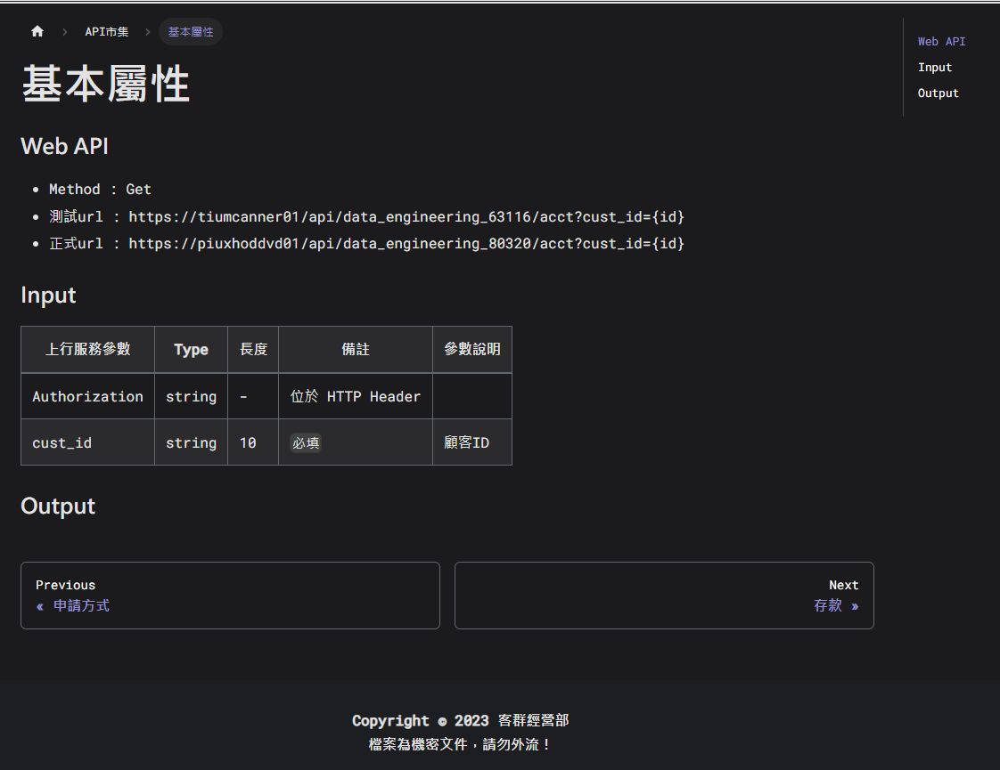 API市集 基本屬性
基本屬性
Web API
Method : Get
測試url : https://tiumcanner01/api/data_engineering_63116/acct?cust_id={id}
正式url : https://piuxhoddvd01/api/data_engineering_80320/acct?cust_id={id}
Input
上行服務參數 Type 長度 備註 參數說明
Authorization string - 位於 HTTP Header
cust_id string 10 必填 顧客ID
Output
Previous
« 申請方式
Next
存款 »
Web API
Input
Output
Copyright © 2023 客群經營部
檔案為機密文件，請勿外流！